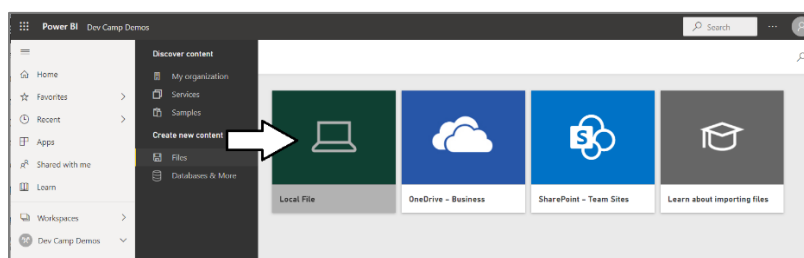 Power BI Dev Camp Demos
Search
Home
Favorites
Recent
Apps
Shared with me
Learn
Workspaces
Dev Camp Demos
Discover content
My organization
Services
Samples
Create new content
Files
Databases & More
Local File
OneDrive – Business
SharePoint – Team Sites
Learn about importing files